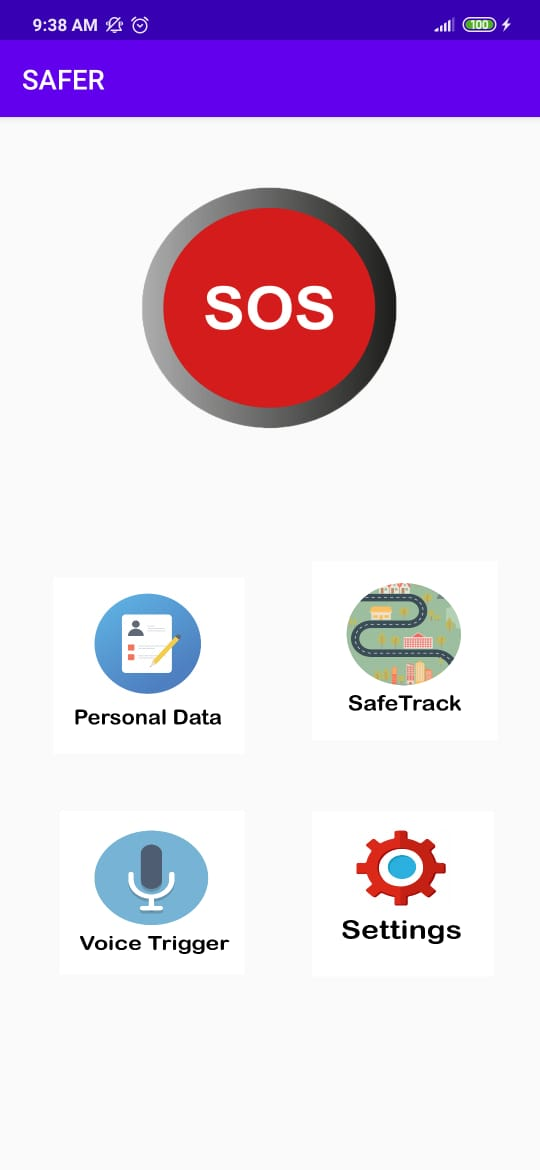 9:38 AM 100
SAFER
SOS
Personal Data
SafeTrack
Voice Trigger
Settings